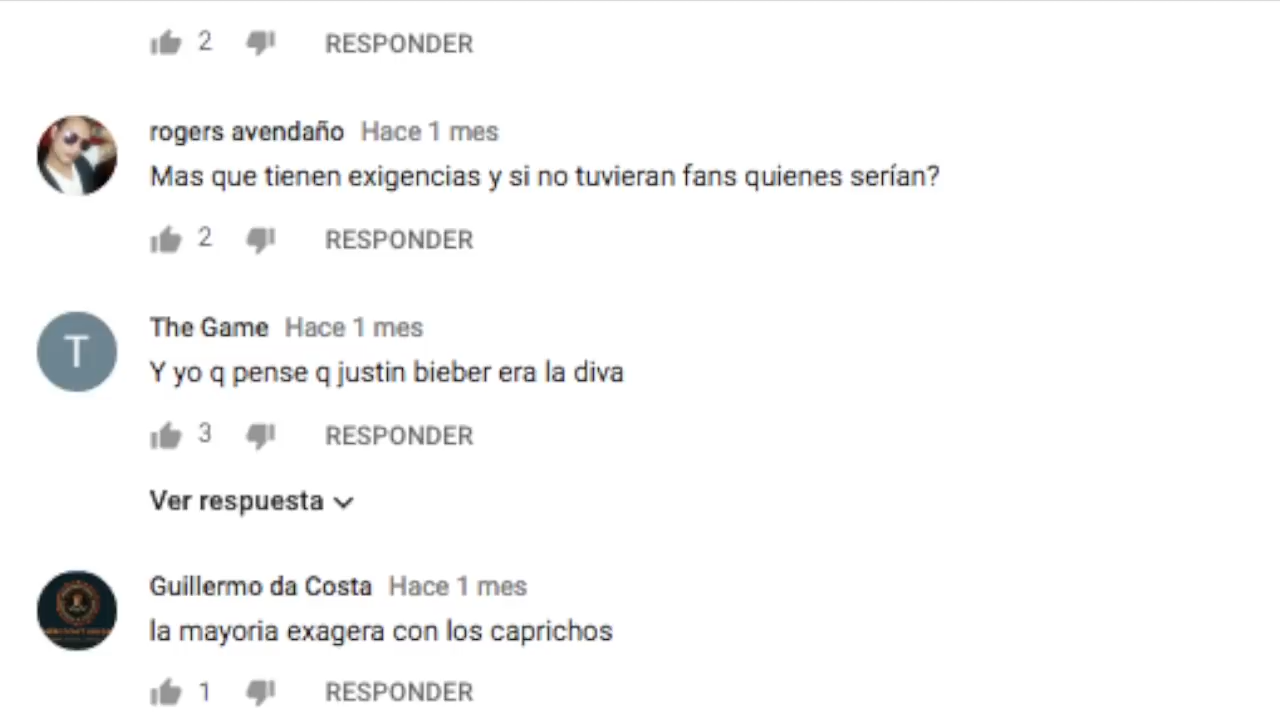 2 RESPONDER
rogers avendaño Hace 1 mes
Mas que tienen exigencias y si no tuvieran fans quienes serían?
2 RESPONDER
T
The Game Hace 1 mes
Y yo q pense q justin bieber era la diva
3 RESPONDER
Ver respuesta
Guillermo da Costa Hace 1 mes
la mayoria exagera con los caprichos
1 RESPONDER